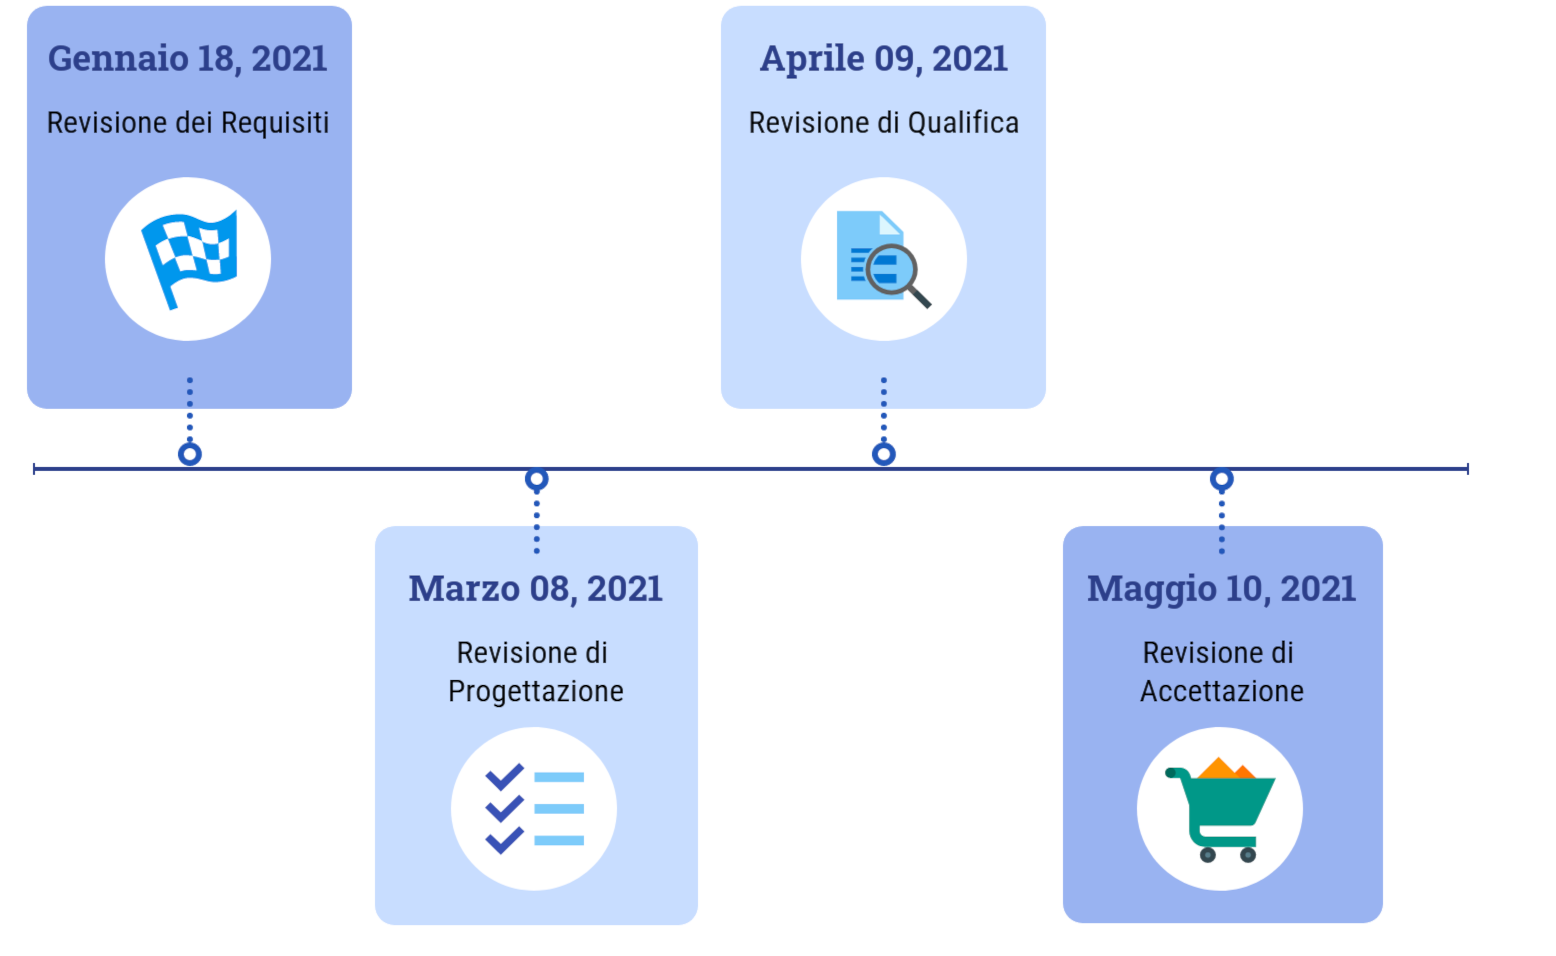 Gennaio 18, 2021
Revisione dei Requisiti
Marzo 08, 2021
Revisione di
Progettazione
Aprile 09, 2021
Revisione di Qualifica
Maggio 10, 2021
Revisione di
Accettazione